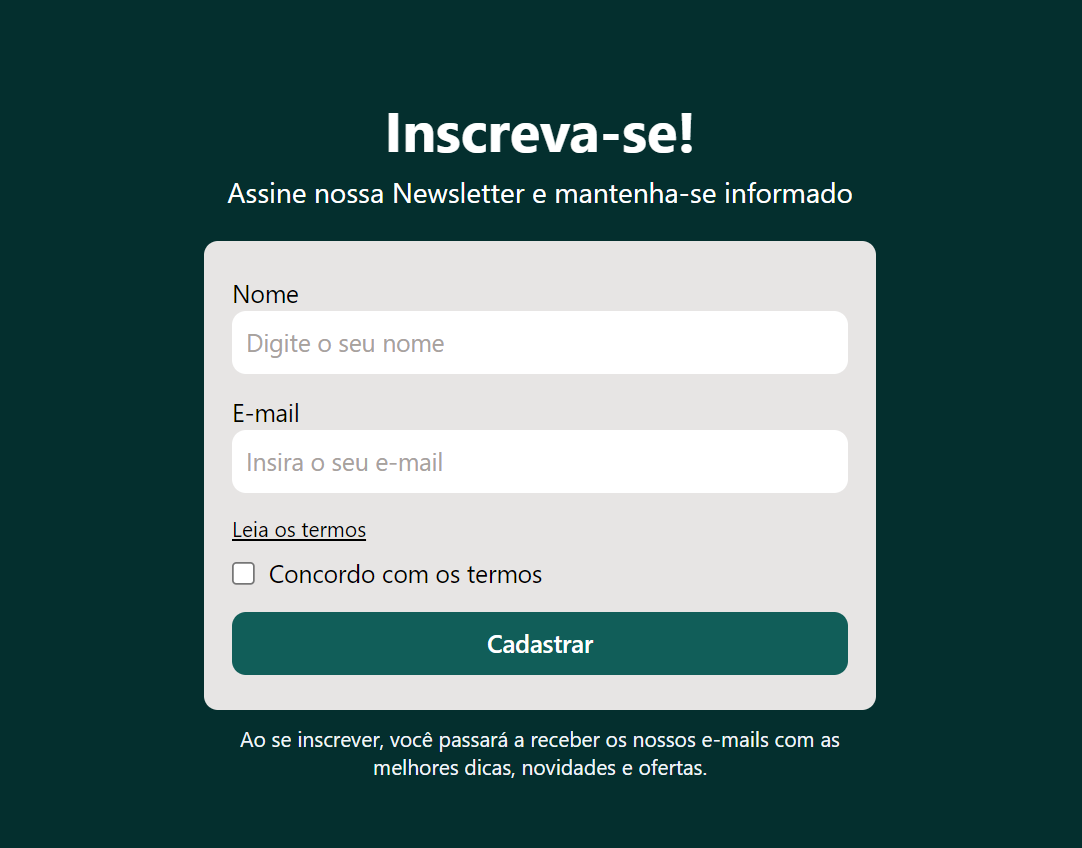 Inscreva-se!
Assine nossa Newsletter e mantenha-se informado
Nome
Digite o seu nome
E-mail
Insira o seu e-mail
Leia os termos
Concordo com os termos
Cadastrar
Ao se inscrever, você passará a receber os nossos e-mails com as
melhores dicas, novidades e ofertas.